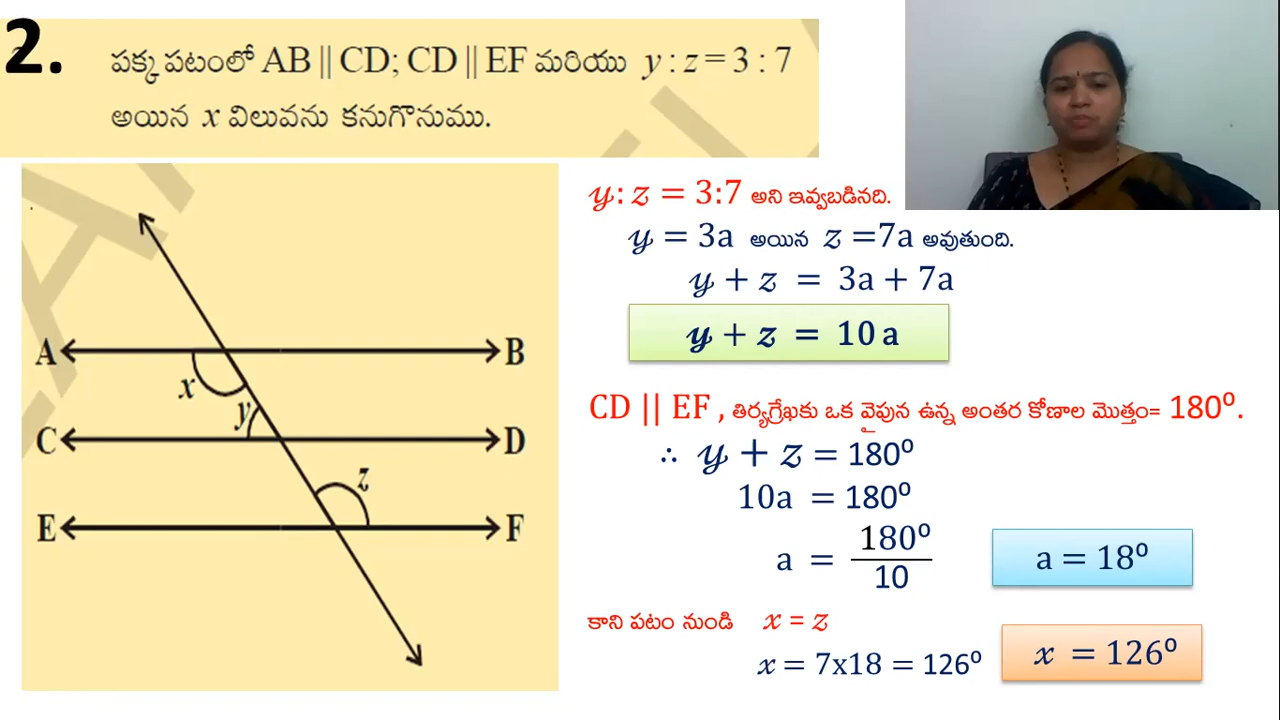 2.
పక్క పటంలో AB || CD; CD || EF మరియు y : z = 3 : 7
అయిన x విలువను కనుగొనుము.
A
B
x
y
C
D
z
E
F
y: z = 3:7 అని ఇవ్వబడినది.
y = 3a అయిన z =7a అవుతుంది.
y + z = 3a + 7a
y + z = 10 a
CD || EF , తిర్యగ్రేఖకు ఒక వైపున ఉన్న అంతర కోణాల మొత్తం= 180⁰.
∴ y + z = 180⁰
10a = 180⁰
a = 180⁰/10
a = 18⁰
కాని పటం నుండి x = z
x = 7x18 = 126⁰
x = 126⁰